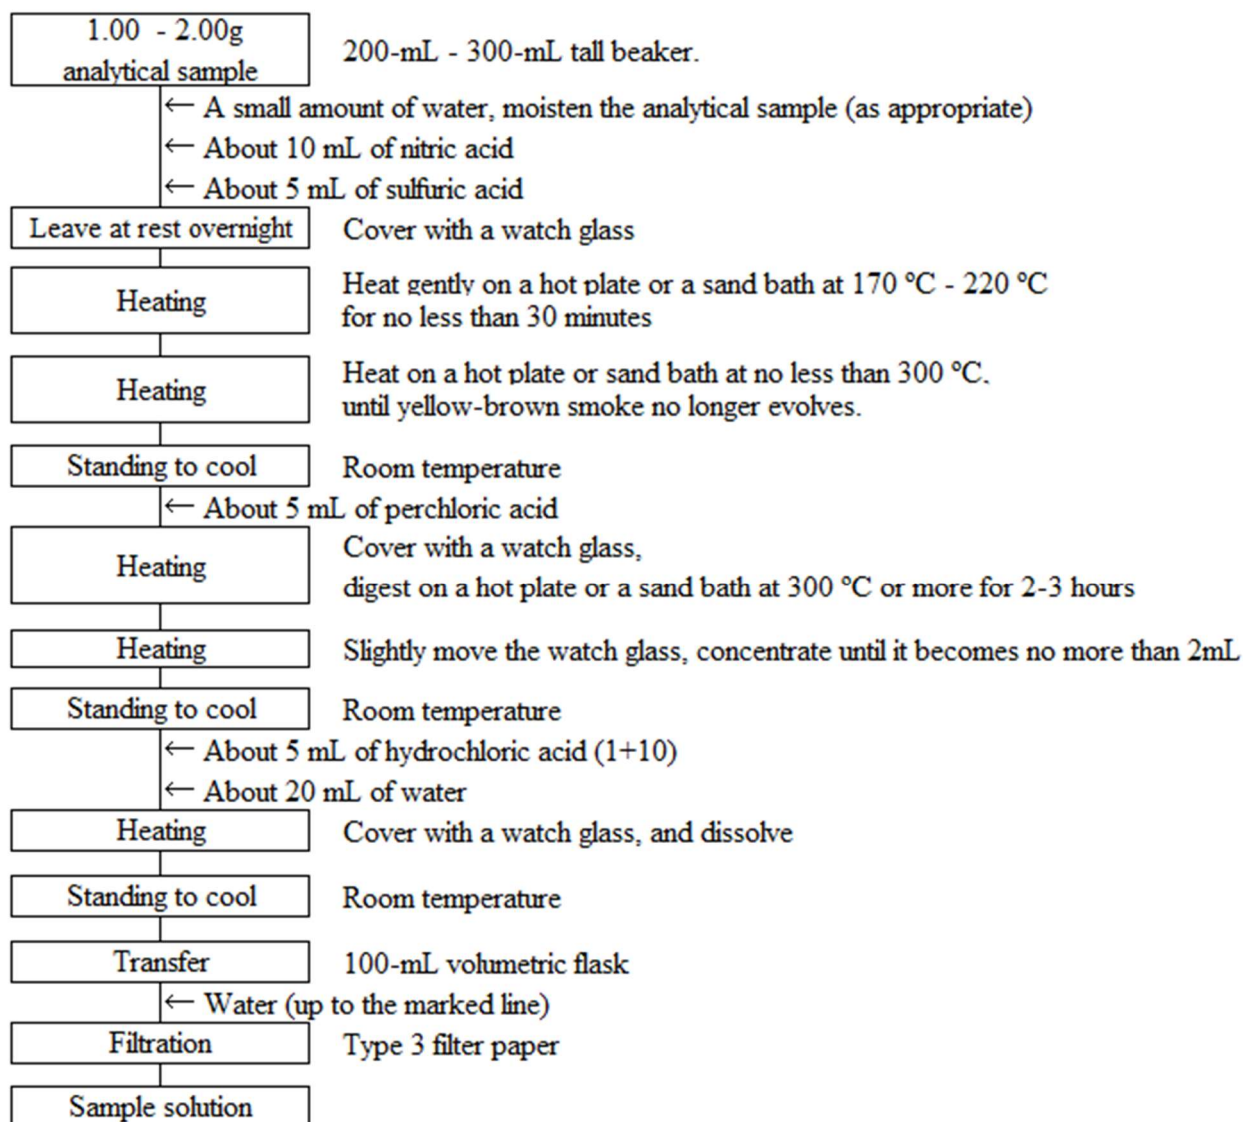 1.00 - 2.00g
analytical sample
200-mL - 300-mL tall beaker.
← A small amount of water, moisten the analytical sample (as appropriate)
← About 10 mL of nitric acid
← About 5 mL of sulfuric acid
Leave at rest overnight
Cover with a watch glass
Heating
Heat gently on a hot plate or a sand bath at 170 ℃ - 220 ℃
for no less than 30 minutes
Heating
Heat on a hot plate or sand bath at no less than 300 ℃,
until yellow-brown smoke no longer evolves.
Standing to cool
Room temperature
← About 5 mL of perchloric acid
Heating
Cover with a watch glass,
digest on a hot plate or a sand bath at 300 ℃ or more for 2-3 hours
Heating
Slightly move the watch glass, concentrate until it becomes no more than 2mL
Standing to cool
Room temperature
← About 5 mL of hydrochloric acid (1+10)
← About 20 mL of water
Heating
Cover with a watch glass, and dissolve
Standing to cool
Room temperature
Transfer
100-mL volumetric flask
← Water (up to the marked line)
Filtration
Type 3 filter paper
Sample solution